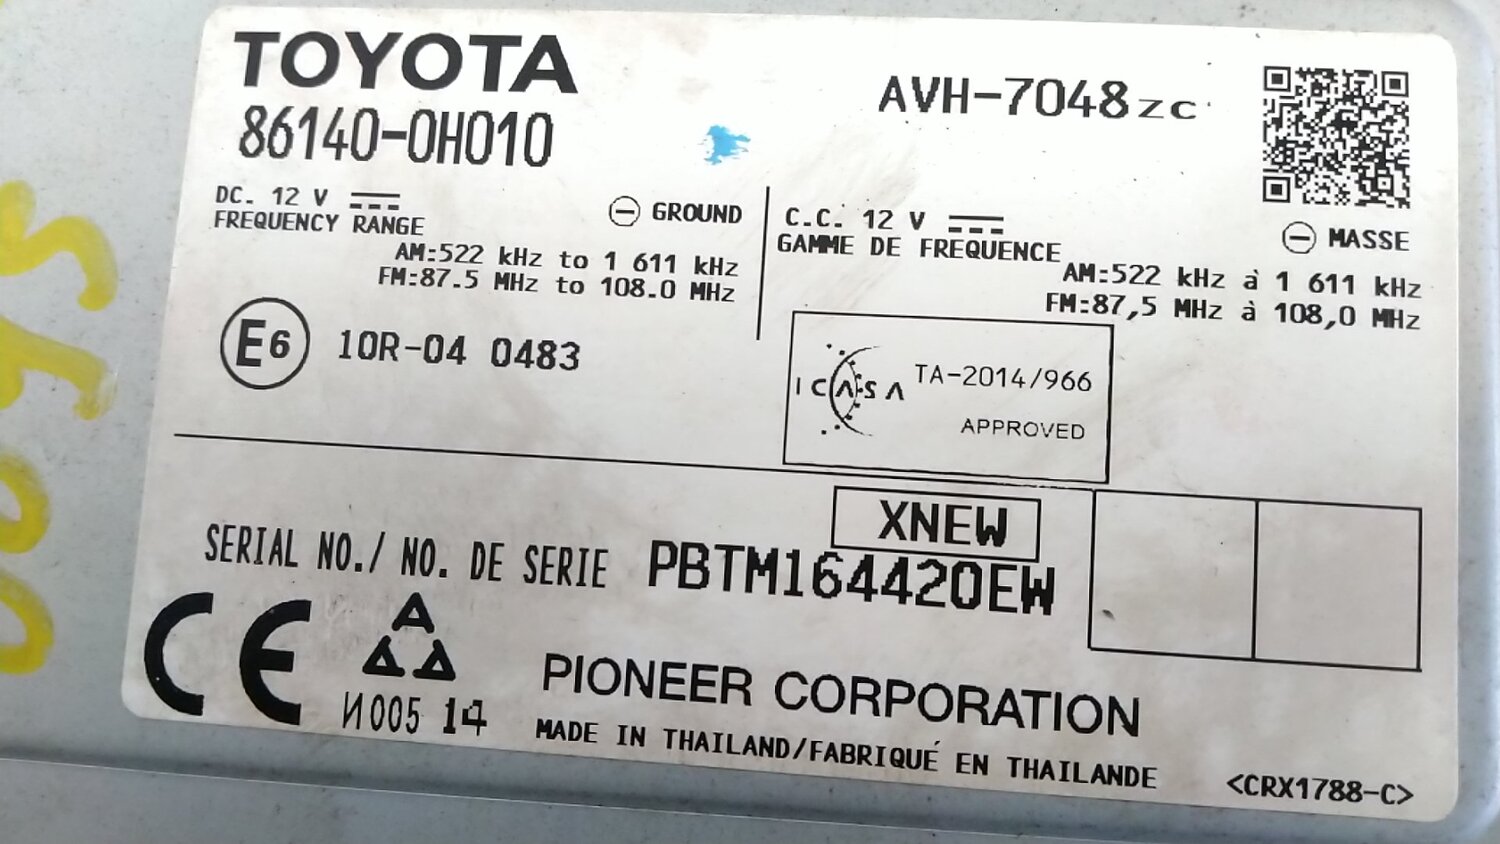 TOYOTA
86140-0H010
AVH-7048zc
DC. 12 V
GROUND
FREQUENCY RANGE
AM:522 kHz to 1 611 kHz
FM:87.5 MHz to 108.0 MHz
C.C. 12 V
MASSE
GAMME DE FREQUENCE
AM:522 kHz à 1 611 kHz
FM:87,5 MHz à 108,0 MHz
E6 10R-04 0483
ICASA TA-2014/966
APPROVED
XNEW
SERIAL NO./ NO. DE SERIE PBTM164420EW
CE
И005 14
PIONEER CORPORATION
MADE IN THAILAND/FABRIQUÉ EN THAILANDE
<CRX1788-C>